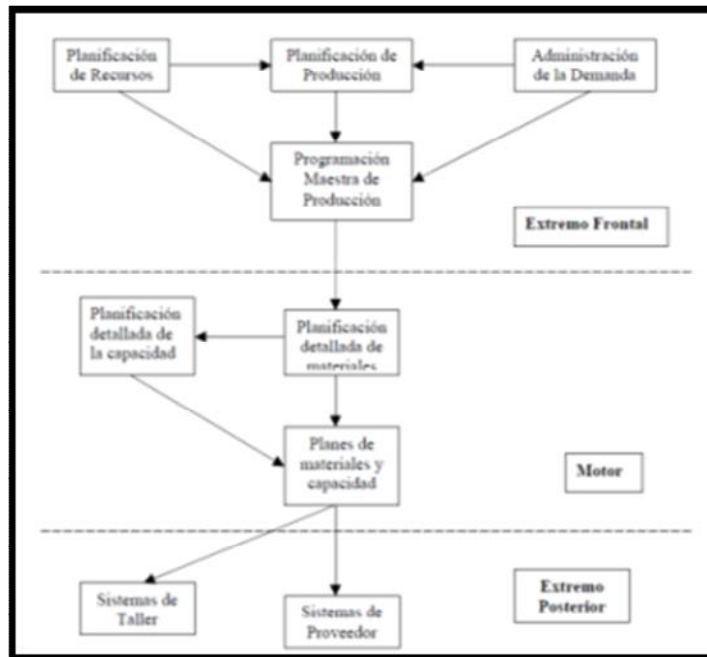 Planificación
de Recursos
Planificación de
Producción
Administración
de la Demanda
Programación
Maestra de
Producción
Extremo Frontal
Planificación
detallada de
la capacidad
Planificación
detallada de
materiales
Planes de
materiales y
capacidad
Motor
Sistemas de
Taller
Sistemas de
Proveedor
Extremo
Posterior